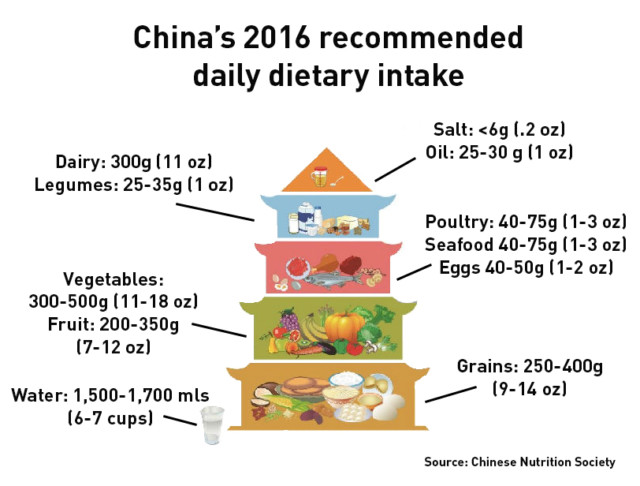 China's 2016 recommended
daily dietary intake
Salt: <6g (.2 oz)
Oil: 25-30 g (1 oz)
Dairy: 300g (11 oz)
Legumes: 25-35g (1 oz)
Poultry: 40-75g (1-3 oz)
Seafood 40-75g (1-3 oz)
Eggs 40-50g (1-2 oz)
Vegetables:
300-500g (11-18 oz)
Fruit: 200-350g
(7-12 oz)
Grains: 250-400g
(9-14 oz)
Water: 1,500-1,700 mls
(6-7 cups)
Source: Chinese Nutrition Society